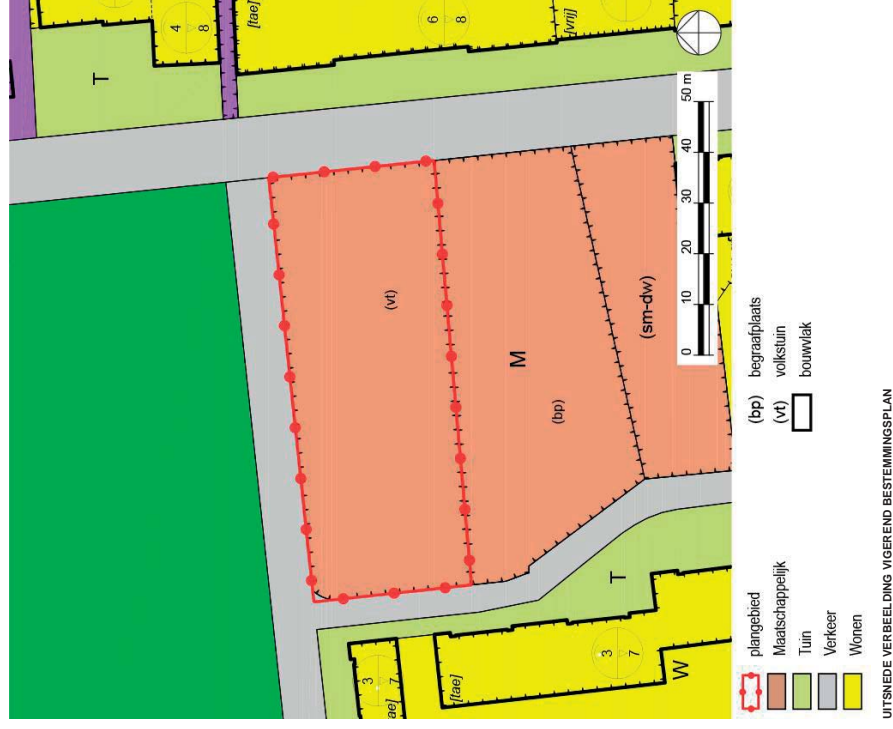 T
4
8
[tae]
6
8
[vrij]
(vt)
M
(bp)
(sm-dw)
0 10 20 30 40 50 m
T
3
7
ae]
[tae]
3
7
W
plangebied
Maatschappelijk
Tuin
Verkeer
Wonen
(bp) begraafplaats
(vt) volkstuin
bouwvlak
UITSNEDE VERBEELDING VIGEREND BESTEMMINGSPLAN